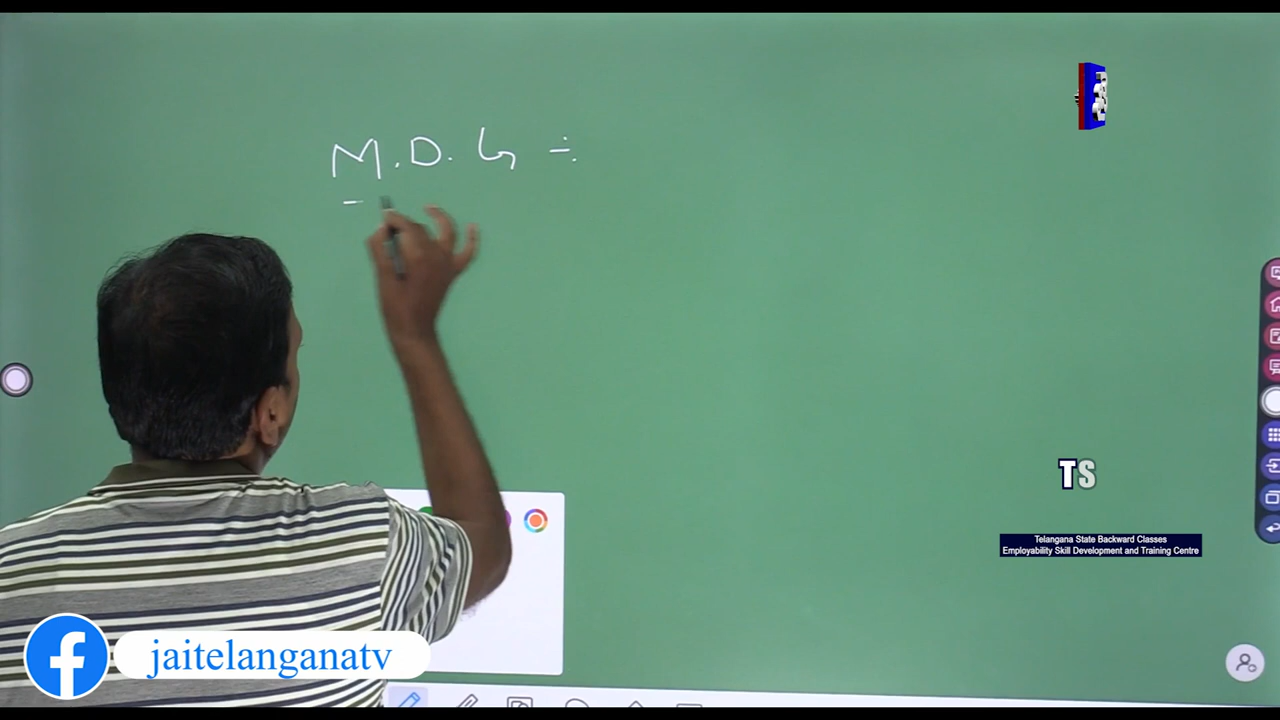 M.D.G ÷
TS
Telangana State Backward Classes
Employability Skill Development and Training Centre
f jaitelanganatv